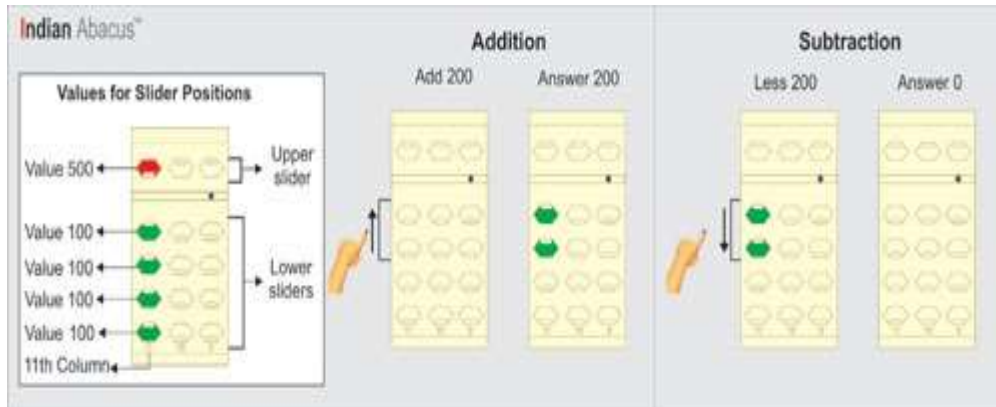 Indian Abacus™
Values for Slider Positions
Value 500
Upper
slider
Value 100
Value 100
Value 100
Value 100
Lower
sliders
11th Column
Addition
Add 200
Answer 200
Subtraction
Less 200
Answer 0